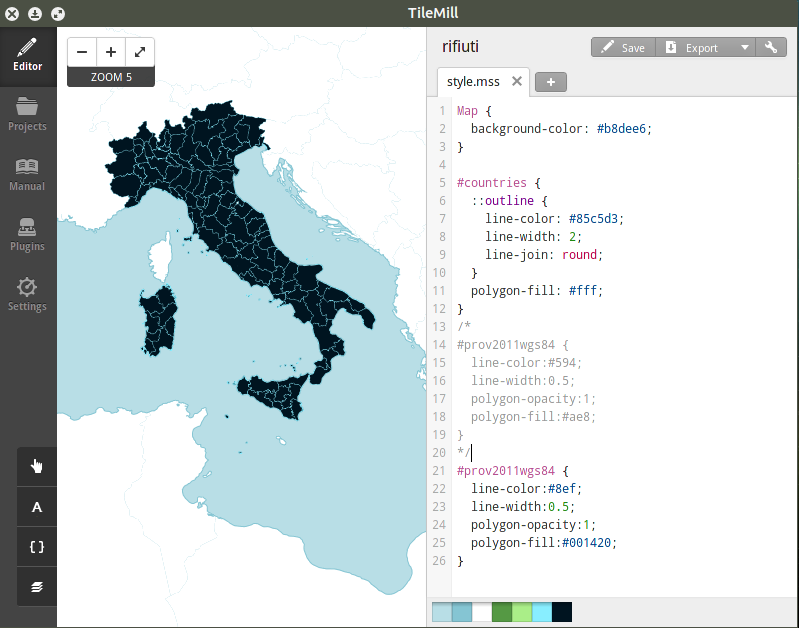 TileMill
Editor
Projects
Manual
Plugins
Settings
ZOOM 5
A
{ }
rifiuti
Save
Export
style.mss
1 Map {
2 background-color: #b8dee6;
3 }
4
5 #countries {
6 ::outline {
7 line-color: #85c5d3;
8 line-width: 2;
9 line-join: round;
10 }
11 polygon-fill: #fff;
12 }
13 /*
14 #prov2011wgs84 {
15 line-color:#594;
16 line-width:0.5;
17 polygon-opacity:1;
18 polygon-fill:#ae8;
19 }
20 */
21 #prov2011wgs84 {
22 line-color:#8ef;
23 line-width:0.5;
24 polygon-opacity:1;
25 polygon-fill:#001420;
26 }